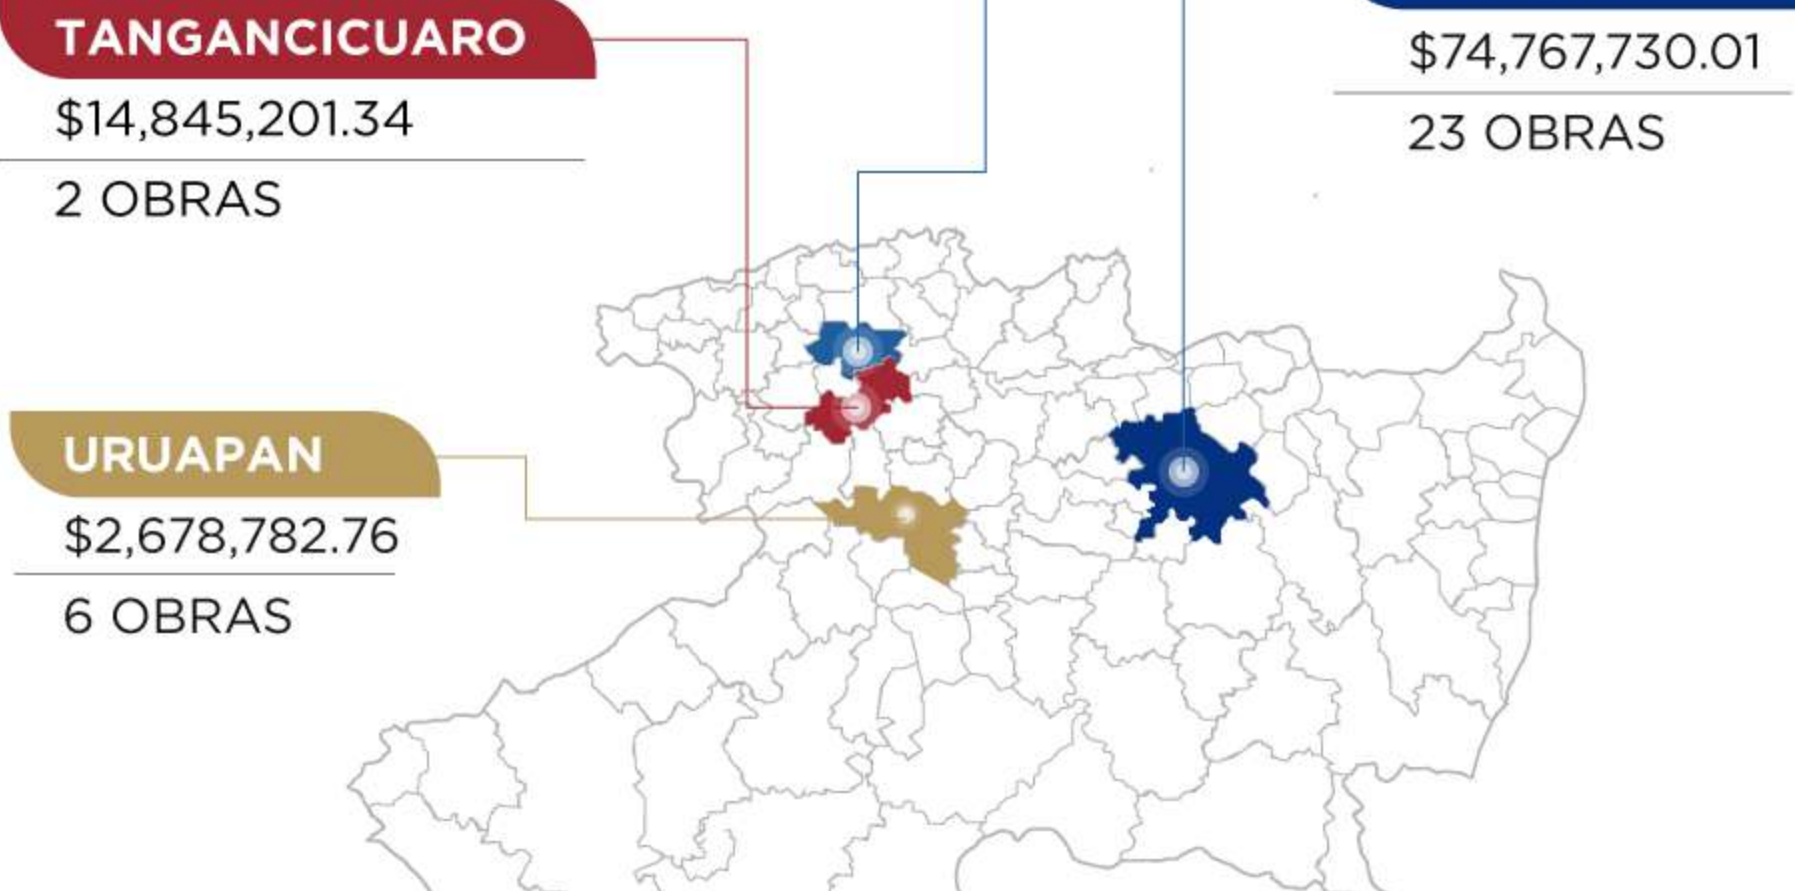 TANGANCICUARO
$14,845,201.34
2 OBRAS
$74,767,730.01
23 OBRAS
URUAPAN
$2,678,782.76
6 OBRAS